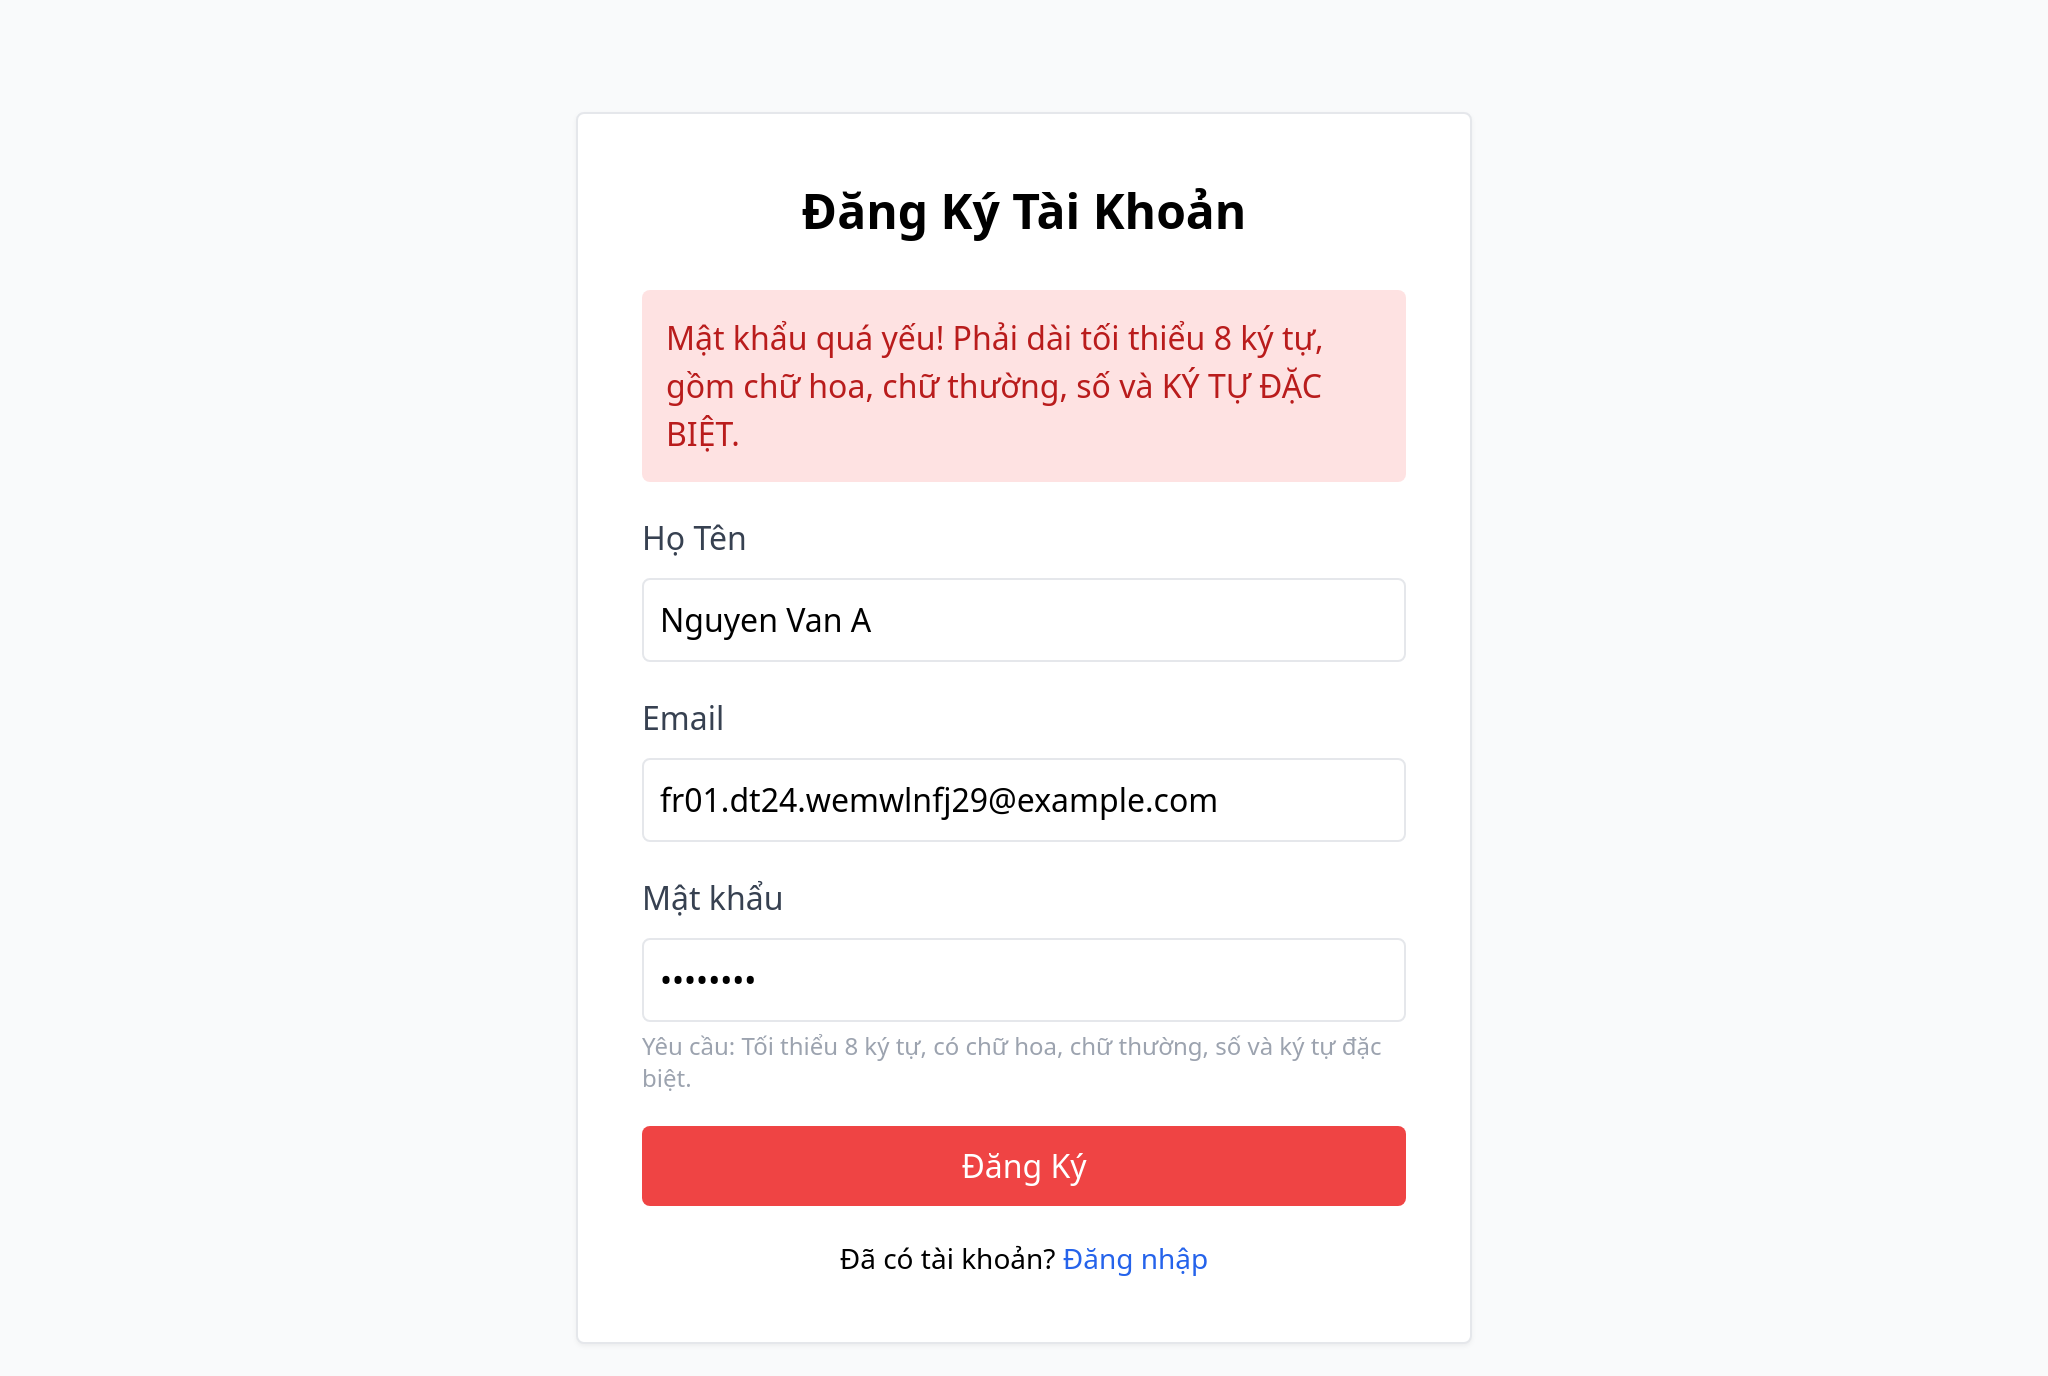 Đăng Ký Tài Khoản
Mật khẩu quá yếu! Phải dài tối thiểu 8 ký tự,
gồm chữ hoa, chữ thường, số và KÝ TỰ ĐẶC
BIỆT.
Họ Tên
Nguyen Van A
Email
fr01.dt24.wemwlnfj29@example.com
Mật khẩu
••••••••
Yêu cầu: Tối thiểu 8 ký tự, có chữ hoa, chữ thường, số và ký tự đặc
biệt.
Đăng Ký
Đã có tài khoản? Đăng nhập